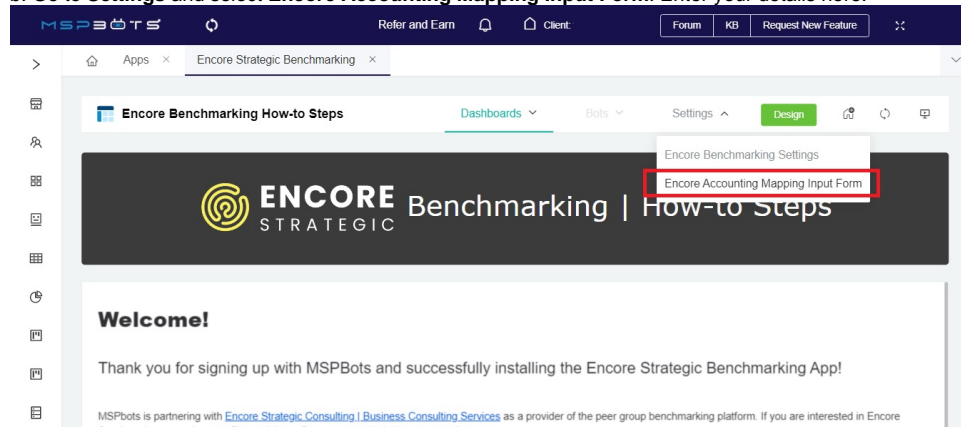 b. Go to Settings and select Encore Accounting Mapping Input Form. Enter your details here.
MSPBOTS Refer and Earn Client: Forum KB Request New Feature
Apps × Encore Strategic Benchmarking ×
Encore Benchmarking How-to Steps Dashboards Bots Settings Design
Encore Benchmarking Settings
Encore Accounting Mapping Input Form
ENCORE
STRATEGIC
Benchmarking | How-to Steps
Welcome!
Thank you for signing up with MSPBots and successfully installing the Encore Strategic Benchmarking App!
MSPbots is partnering with Encore Strategic Consulting | Business Consulting Services as a provider of the peer group benchmarking platform. If you are interested in Encore